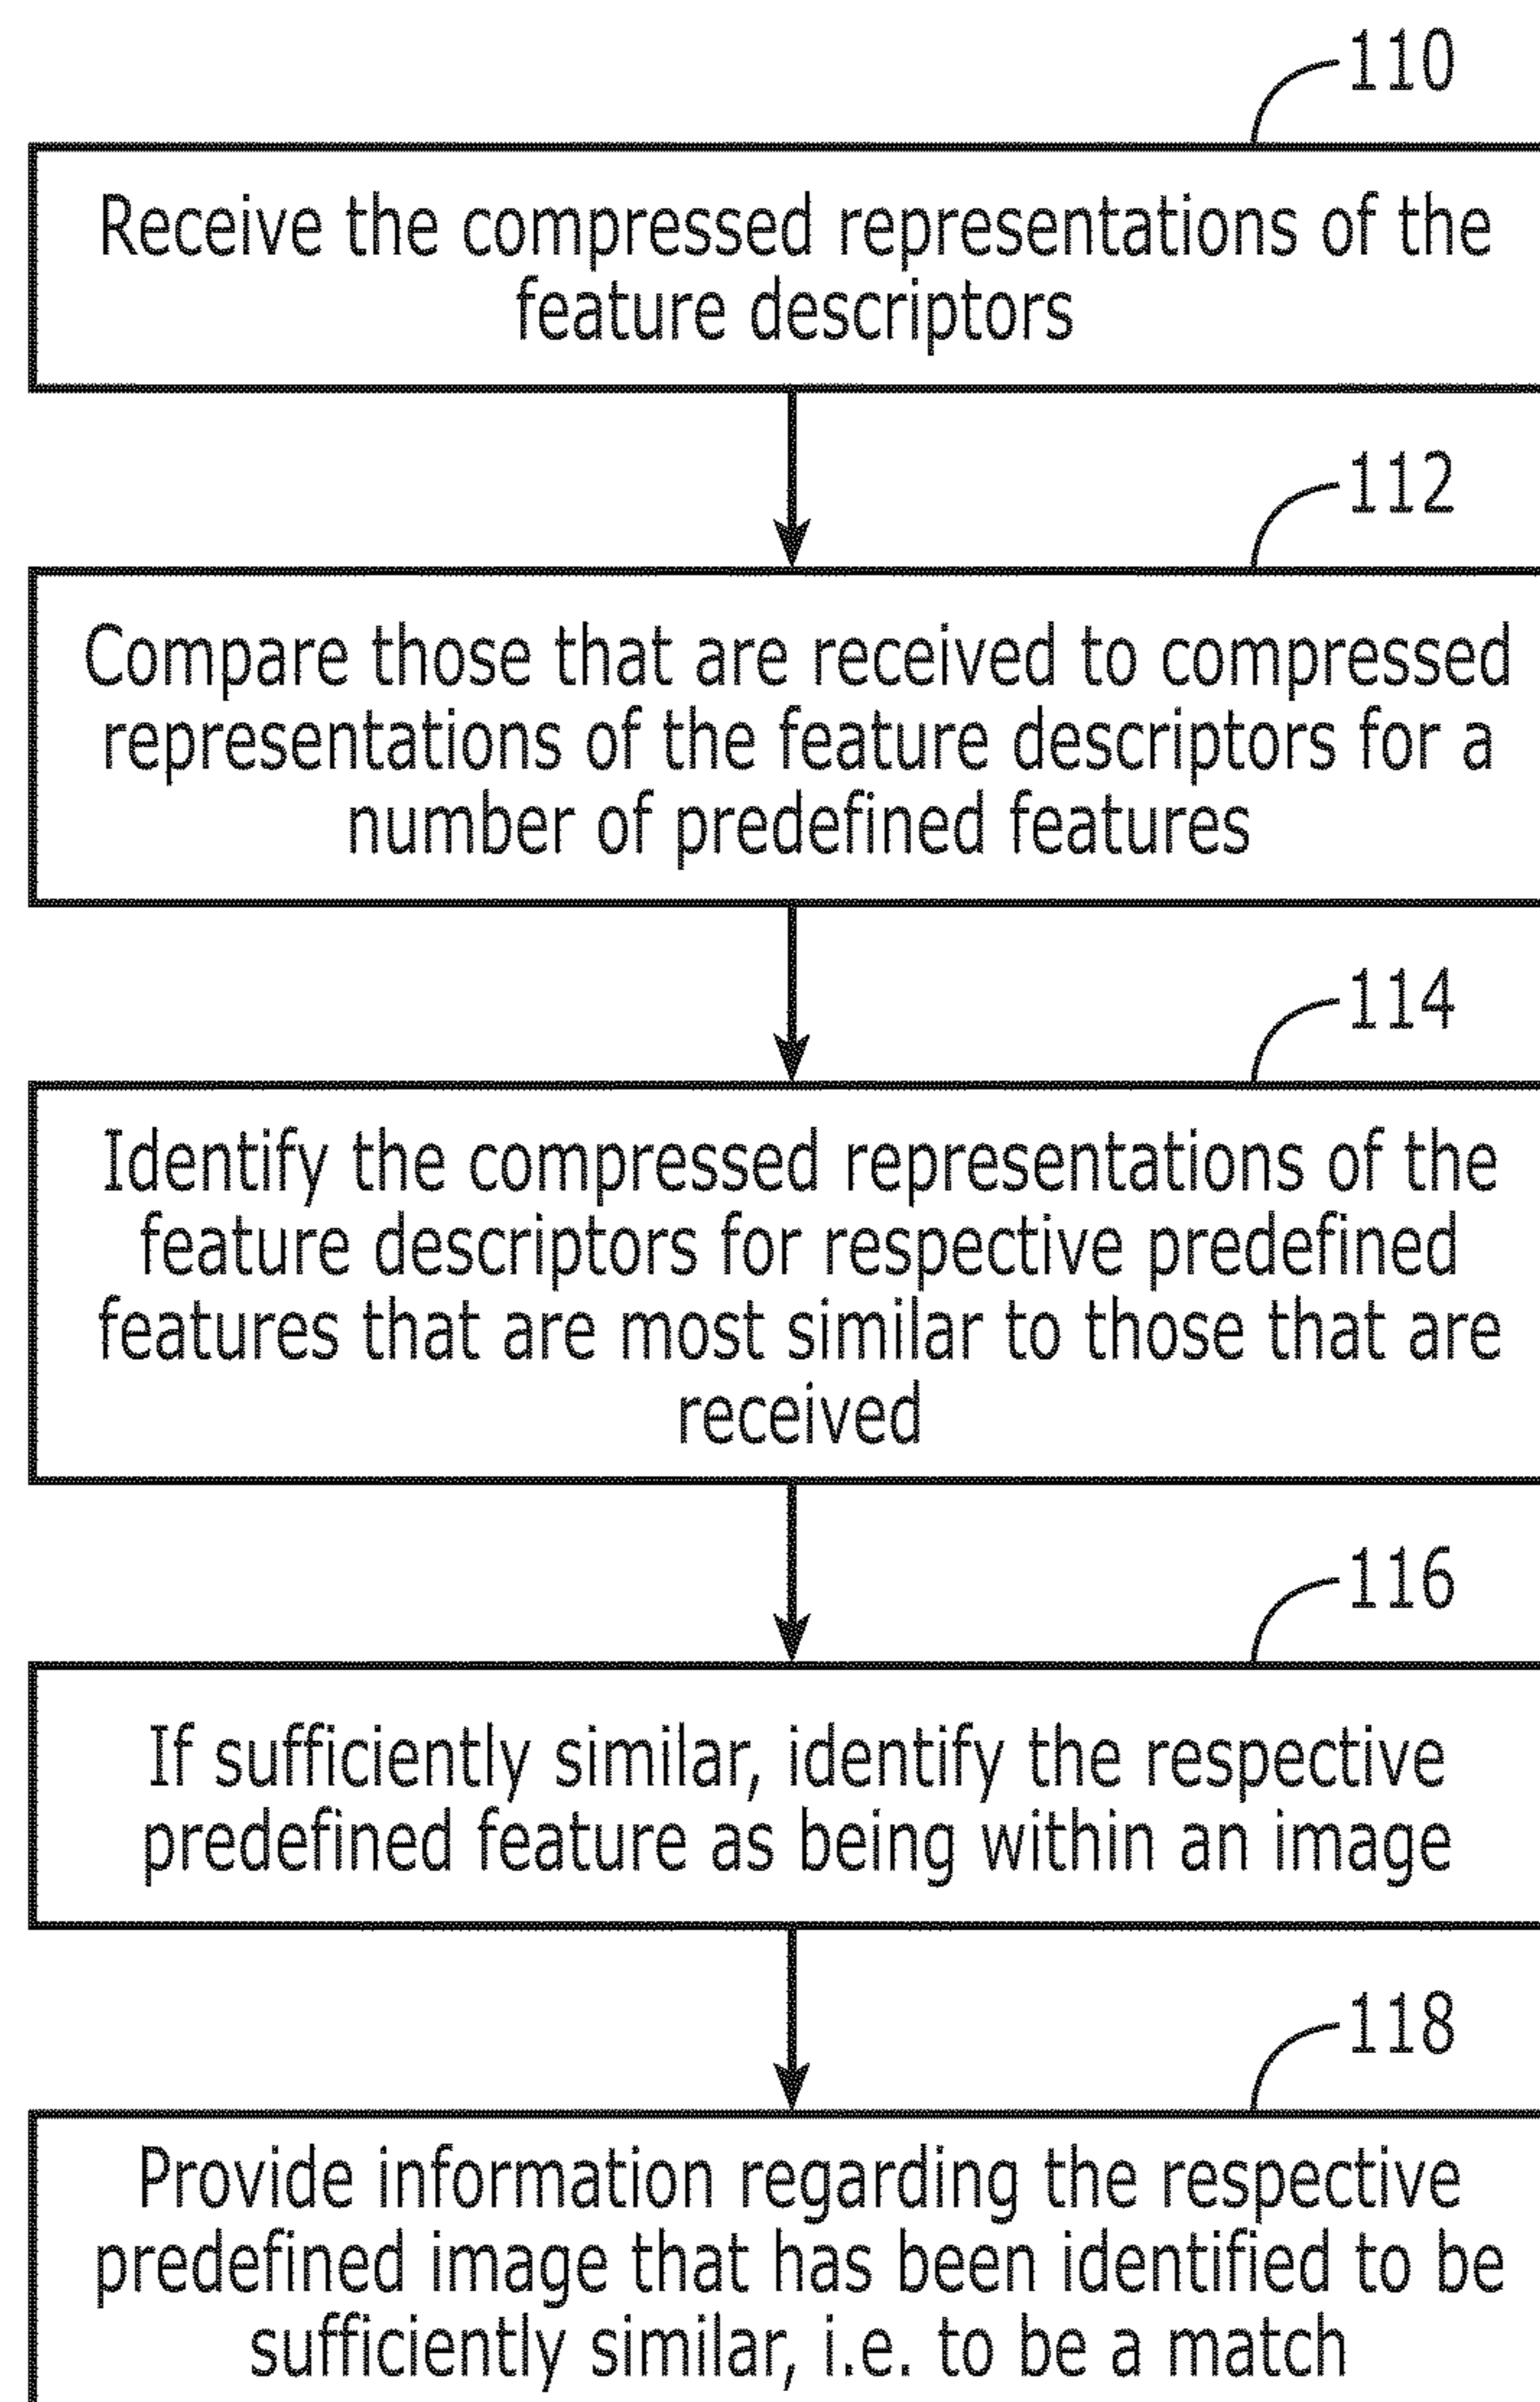 110
Receive the compressed representations of the
feature descriptors
112
Compare those that are received to compressed
representations of the feature descriptors for a
number of predefined features
114
Identify the compressed representations of the
feature descriptors for respective predefined
features that are most similar to those that are
received
116
If sufficiently similar, identify the respective
predefined feature as being within an image
118
Provide information regarding the respective
predefined image that has been identified to be
sufficiently similar, i.e. to be a match